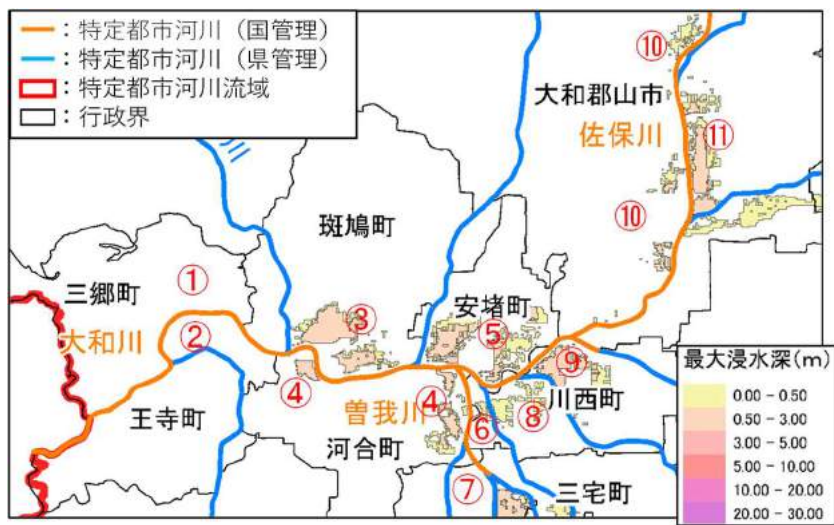 ：特定都市河川（国管理）
：特定都市河川（県管理）
：特定都市河川流域
：行政界
⑩
大和郡山市
佐保川
⑪
⑩
斑鳩町
①
三郷町
安堵町
大和川
②
③
⑤
⑨
最大浸水深(m)
0.00 - 0.50
0.50 - 3.00
3.00 - 5.00
5.00 - 10.00
10.00 - 20.00
20.00 - 30.00
④
④
曽我川
⑧
川西町
王寺町
河合町
⑥
⑦
三宅町